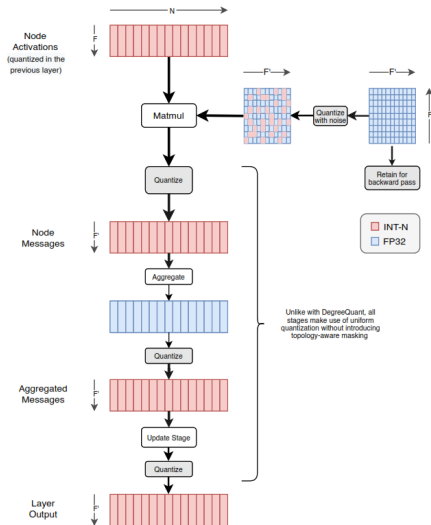 N
Node
Activations
(quantized in the
previous layer)
F
F'
F'
Matmul
Quantize
with noise
F
Quantize
Retain for
backward pass
Node
Messages
F'
INT-N
FP32
Aggregate
Unlike with DegreeQuant, all
stages make use of uniform
quantization without introducing
topology-aware masking
Quantize
Aggregated
Messages
F'
Update Stage
Quantize
Layer
Output
F'